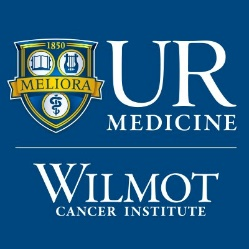 1850
MELIORA
UR
MEDICINE
WILMOT
CANCER INSTITUTE